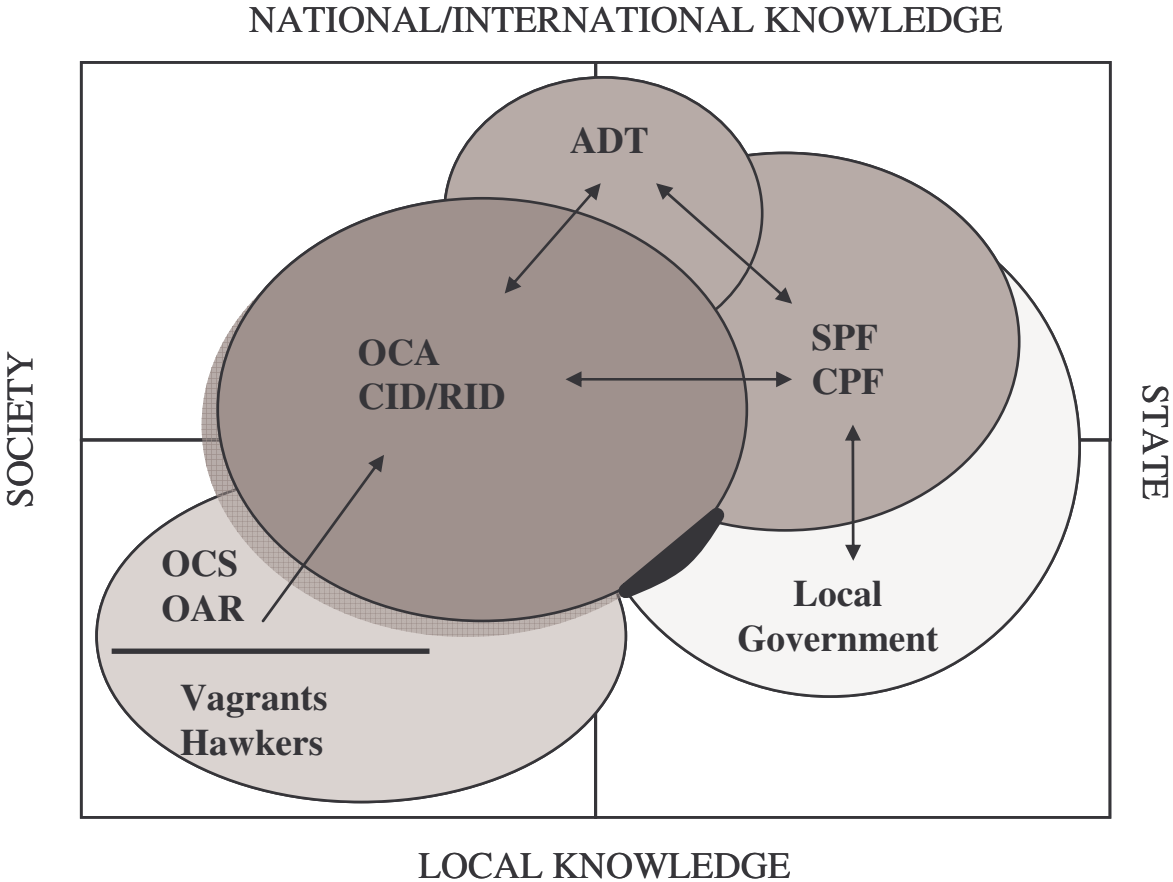 NATIONAL/INTERNATIONAL KNOWLEDGE
ADT
SPF
CPF
OCA
CID/RID
SOCIETY
STATE
OCS
OAR
Local
Government
Vagrants
Hawkers
LOCAL KNOWLEDGE